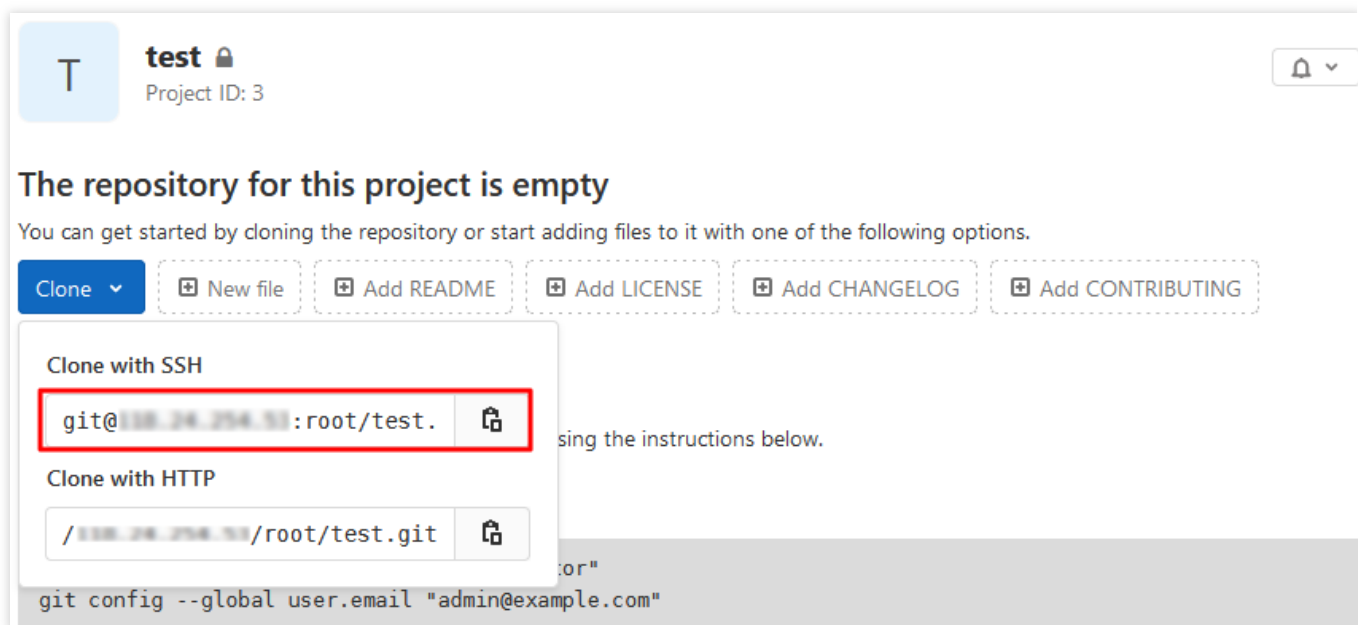 T
test
Project ID: 3
The repository for this project is empty
You can get started by cloning the repository or start adding files to it with one of the following options.
Clone New file Add README Add LICENSE Add CHANGELOG Add CONTRIBUTING
Clone with SSH
git@ :root/test.
sing the instructions below.
Clone with HTTP
/ /root/test.git
tor"
git config --global user.email "admin@example.com"